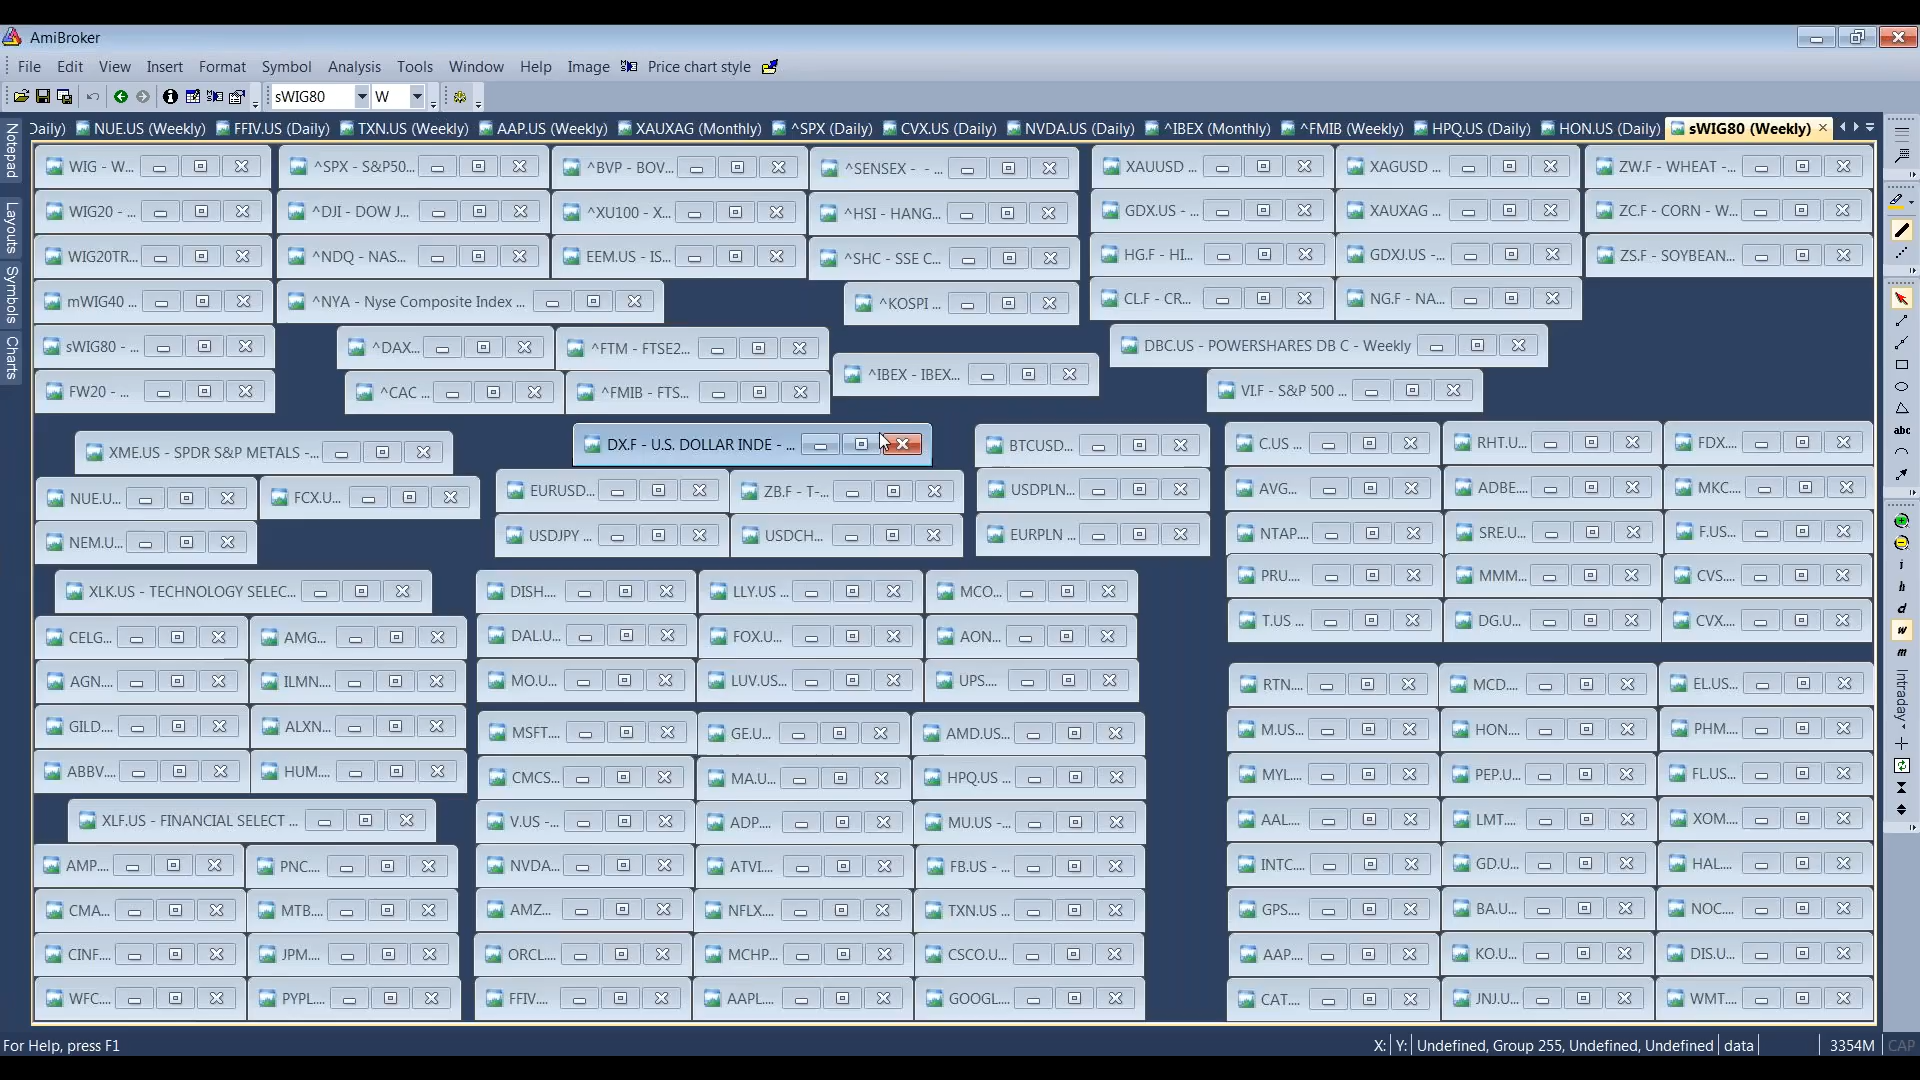 AmiBroker
File Edit View Insert Format Symbol Analysis Tools Window Help Image Price chart style
sWIG80 W
Daily) NUE.US (Weekly) FFIV.US (Daily) TXN.US (Weekly) AAP.US (Weekly) XAUXAG (Monthly) ^SPX (Daily) CVX.US (Daily) NVDA.US (Daily) ^IBEX (Monthly) ^FMIB (Weekly) HPQ.US (Daily) HON.US (Daily) sWIG80 (Weekly)
Notepad
Layouts
Symbols
Charts
WIG - W... ^SPX - S&P50... ^BVP - BOV... ^SENSEX - - ... XAUUSD ... XAGUSD ... ZW.F - WHEAT -...
WIG20 - ... ^DJI - DOW J... ^XU100 - X... ^HSI - HANG... GDX.US - ... XAUXAG ... ZC.F - CORN - W...
WIG20TR... ^NDQ - NAS... EEM.US - IS... ^SHC - SSE C... HG.F - HI... GDXJ.US -... ZS.F - SOYBEAN...
mWIG40 ... ^NYA - Nyse Composite Index ... ^KOSPI ... CL.F - CR... NG.F - NA...
sWIG80 - ... ^DAX... ^FTM - FTSE2... DBC.US - POWERSHARES DB C - Weekly
FW20 - ... ^CAC ... ^FMIB - FTS... ^IBEX - IBEX... VI.F - S&P 500 ...
XME.US - SPDR S&P METALS -... DX.F - U.S. DOLLAR INDE - ... BTCUSD... C.US ... RHT.U... FDX...
NUE.U... FCX.U... EURUSD... ZB.F - T-... USDPLN... AVG... ADBE.... MKC....
NEM.U... USDJPY ... USDCH... EURPLN ... NTAP... SRE.U... F.US...
PRU.... MMM... CVS....
XLK.US - TECHNOLOGY SELEC... DISH.... LLY.US ... MCO... T.US ... DG.U... CVX....
CELG... AMG... DAL.U... FOX.U... AON...
AGN.... ILMN.... MO.U... LUV.US... UPS.... RTN.... MCD.... EL.US...
GILD... ALXN... MSFT.... GE.U... AMD.US... M.US... HON.... PHM....
ABBV.... HUM.... CMCS... MA.U... HPQ.US ... MYL... PEP.U... FL.US...
XLF.US - FINANCIAL SELECT ... V.US -... ADP.... MU.US -... AAL... LMT.... XOM...
AMP... PNC.... NVDA... ATVI... FB.US - ... INTC... GD.U... HAL....
CMA... MTB.... AMZ... NFLX... TXN.US ... GPS.... BA.U... NOC...
CINF... JPM.... ORCL... MCHP... CSCO.U... AAP.... KO.U... DIS.U...
WFC... PYPL... FFIV.... AAPL... GOOGL... CAT.... JNJ.U... WMT....
abc
i
h
d
w
m
Intraday
For Help, press F1 X: Y: Undefined, Group 255, Undefined, Undefined data 3354M CAP